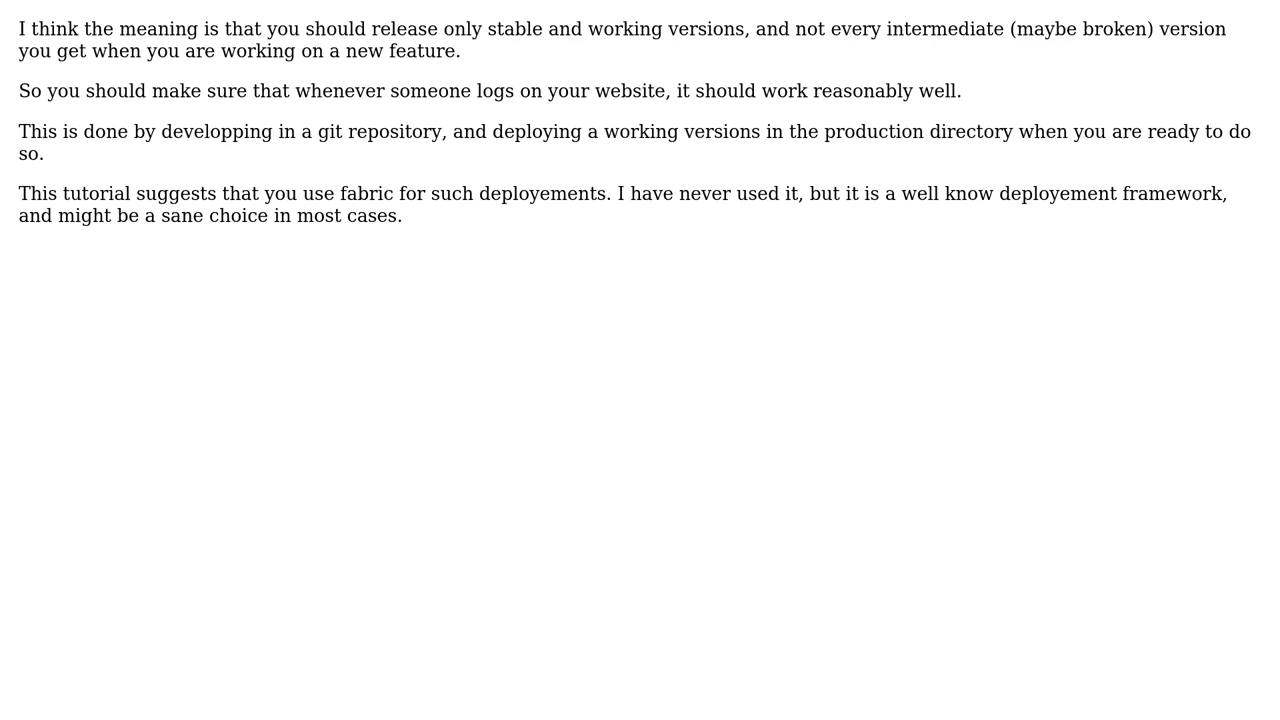 I think the meaning is that you should release only stable and working versions, and not every intermediate (maybe broken) version
you get when you are working on a new feature.
So you should make sure that whenever someone logs on your website, it should work reasonably well.
This is done by developping in a git repository, and deploying a working versions in the production directory when you are ready to do
so.
This tutorial suggests that you use fabric for such deployements. I have never used it, but it is a well know deployement framework,
and might be a sane choice in most cases.